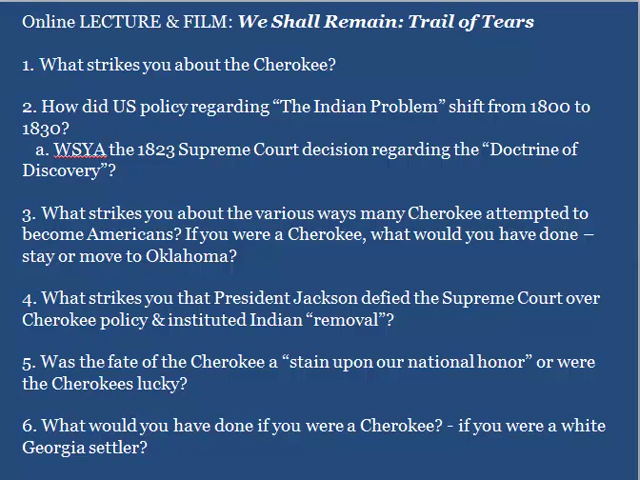 Online LECTURE & FILM: We Shall Remain: Trail of Tears
1. What strikes you about the Cherokee?
2. How did US policy regarding “The Indian Problem” shift from 1800 to
1830?
a. WSYA the 1823 Supreme Court decision regarding the “Doctrine of
Discovery”?
3. What strikes you about the various ways many Cherokee attempted to
become Americans? If you were a Cherokee, what would you have done –
stay or move to Oklahoma?
4. What strikes you that President Jackson defied the Supreme Court over
Cherokee policy & instituted Indian “removal”?
5. Was the fate of the Cherokee a “stain upon our national honor” or were
the Cherokees lucky?
6. What would you have done if you were a Cherokee? - if you were a white
Georgia settler?